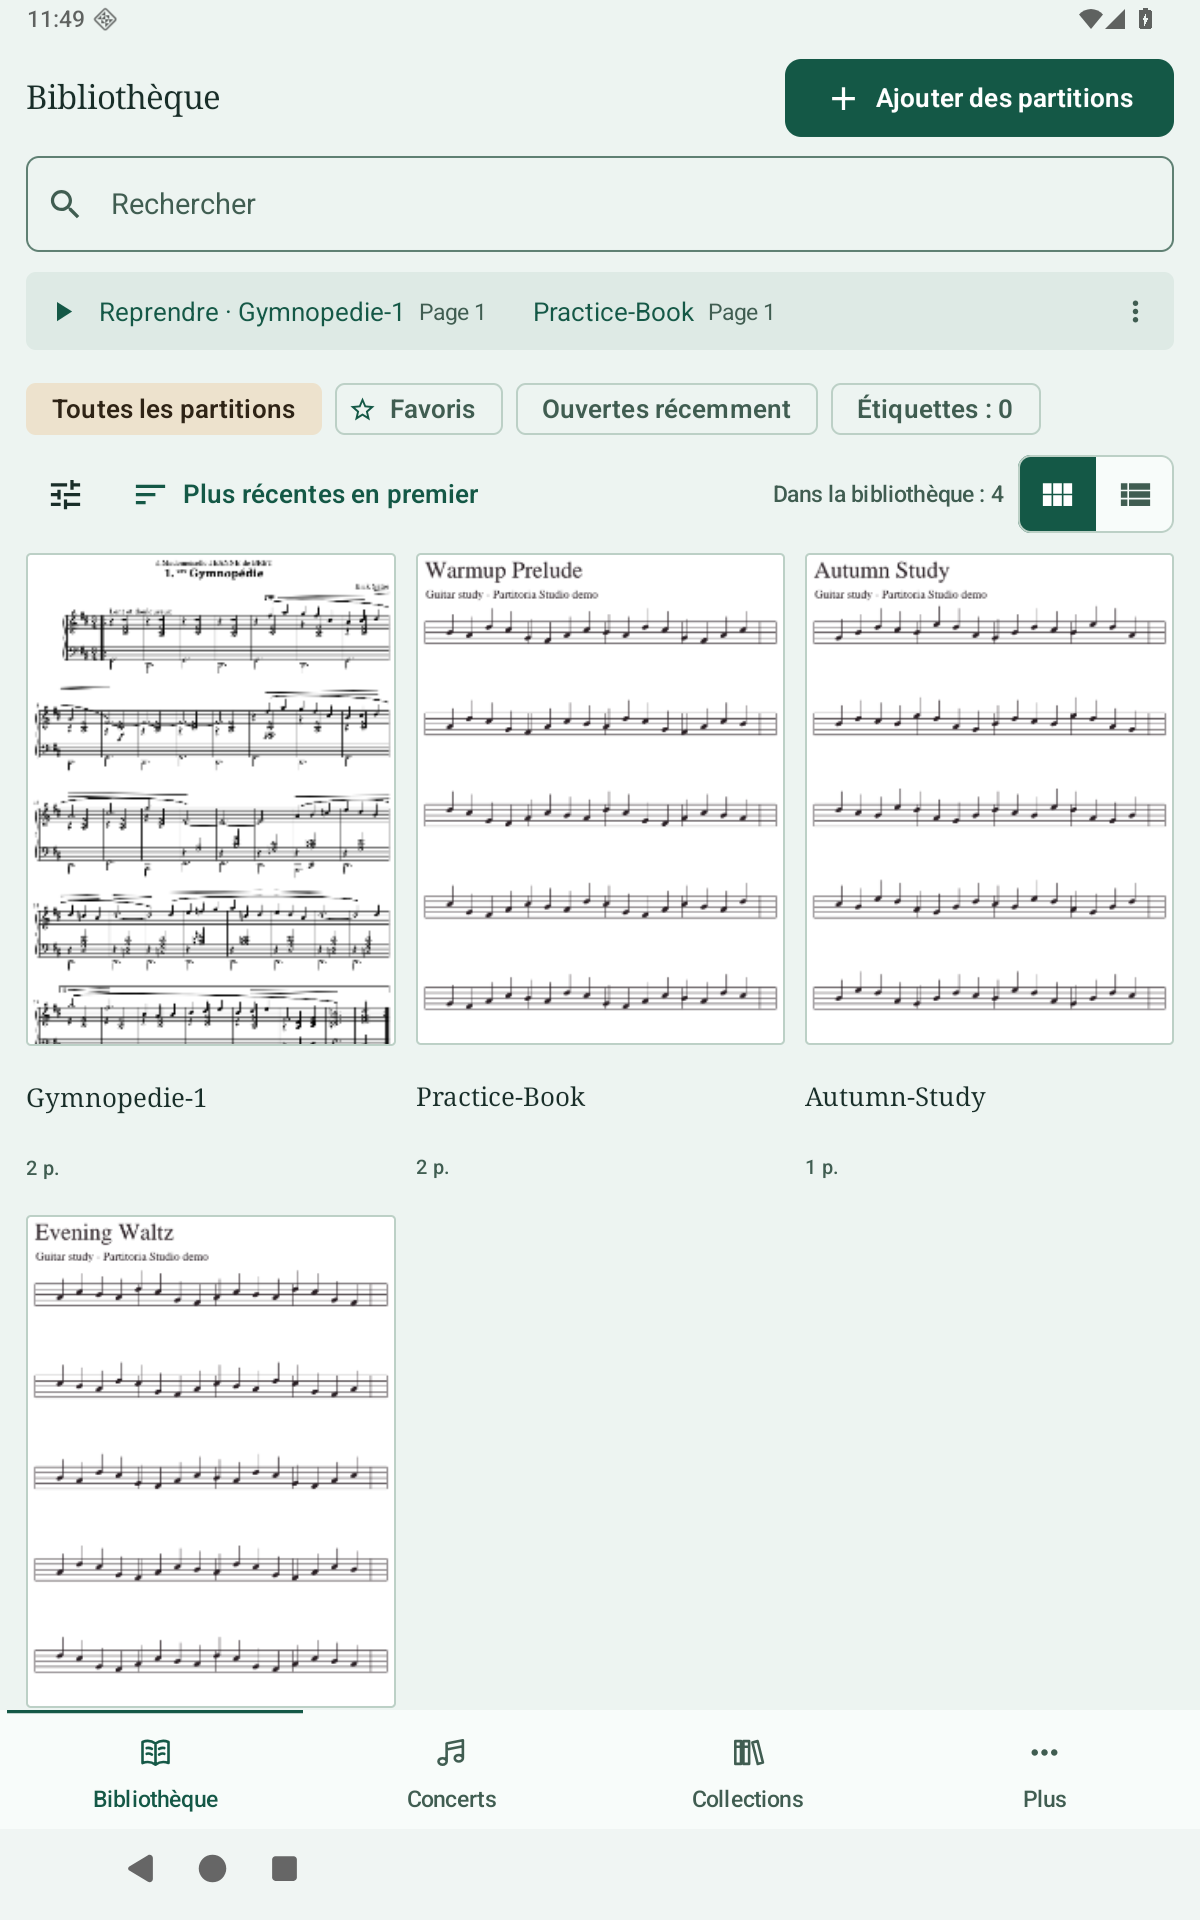 11:49
Bibliothèque
Ajouter des partitions
Rechercher
Reprendre · Gymnopedie-1 Page 1 Practice-Book Page 1
Toutes les partitions
Favoris
Ouvertes récemment
Étiquettes : 0
Plus récentes en premier
Dans la bibliothèque : 4
1. ère Gymnopédie
Warmup Prelude
Guitar study - Partitoria Studio demo
Autumn Study
Guitar study - Partitoria Studio demo
Gymnopedie-1
Practice-Book
Autumn-Study
2 p.
2 p.
1 p.
Evening Waltz
Guitar study - Partitoria Studio demo
Bibliothèque
Concerts
Collections
Plus